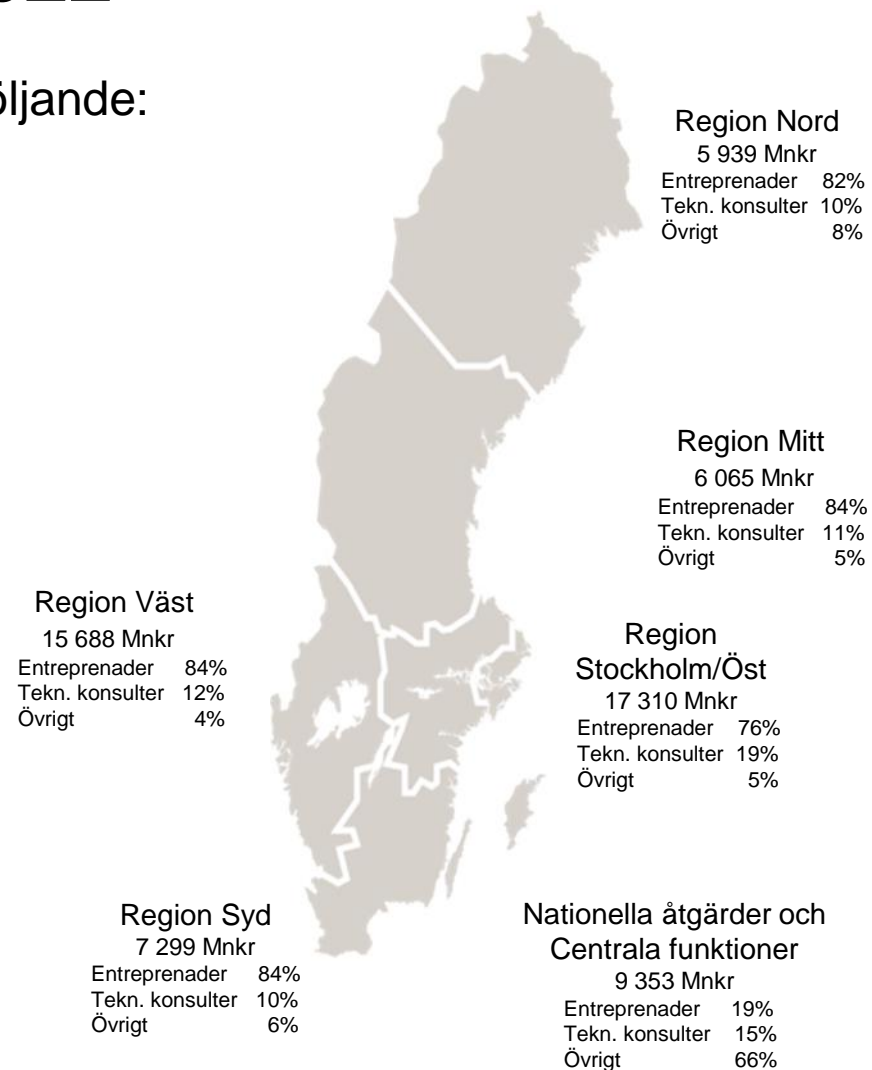 öljande:
Region Nord
5 939 Mnkr
Entreprenader 82%
Tekn. konsulter 10%
Övrigt 8%
Region Mitt
6 065 Mnkr
Entreprenader 84%
Tekn. konsulter 11%
Övrigt 5%
Region Väst
15 688 Mnkr
Entreprenader 84%
Tekn. konsulter 12%
Övrigt 4%
Region
Stockholm/Öst
17 310 Mnkr
Entreprenader 76%
Tekn. konsulter 19%
Övrigt 5%
Region Syd
7 299 Mnkr
Entreprenader 84%
Tekn. konsulter 10%
Övrigt 6%
Nationella åtgärder och
Centrala funktioner
9 353 Mnkr
Entreprenader 19%
Tekn. konsulter 15%
Övrigt 66%